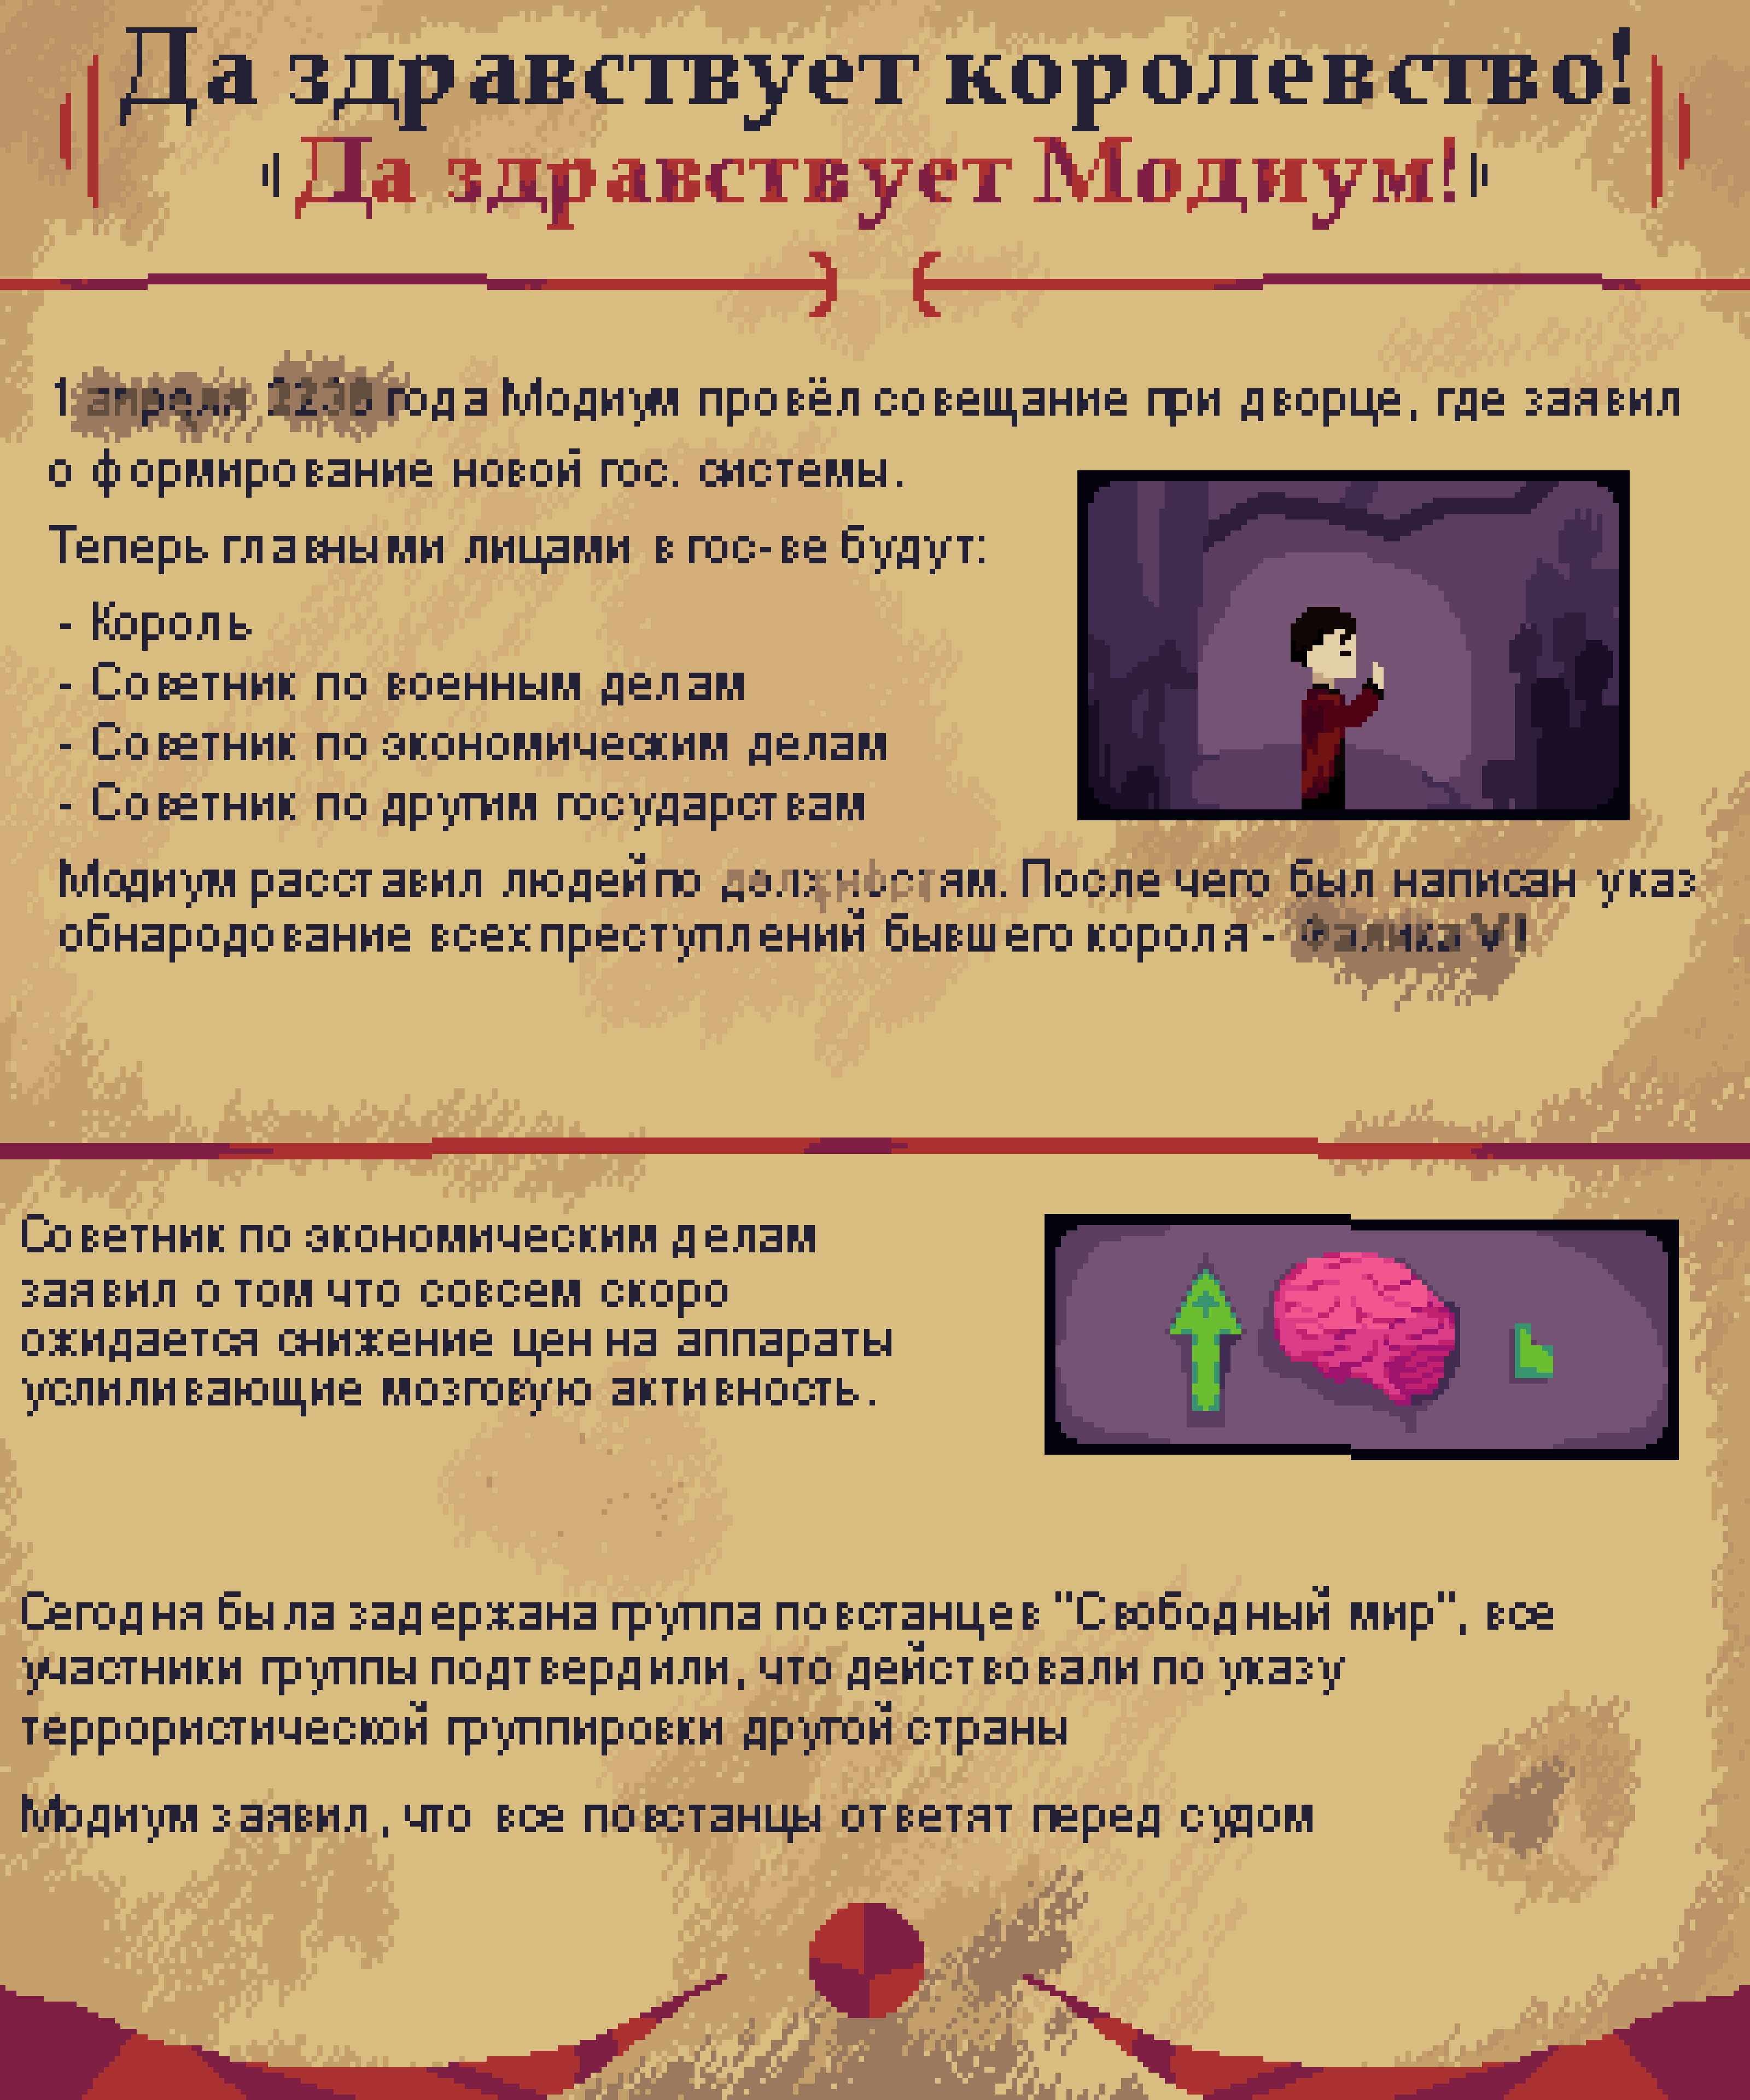 Да здравствует королевство!
Да здравствует Модиум!
1 апреля года Модиум провёл совещание при дворце, где заявил
о формирование новой гос. системы.
Теперь главными лицами в гос-ве будут:
- Король
- Советник по военным делам
- Советник по экономическим делам
- Советник по другим государствам
Модиум расставил людей по должностям. После чего был написан указ
обнародование всех преступлений бывшего короля -
Советник по экономическим делам
заявил о том что совсем скоро
ожидается снижение цен на аппараты
услиливающие мозговую активность.
Сегодня была задержана группа повстанцев "Свободный мир", все
участники группы подтвердили, что действовали по указу
террористической группировки другой страны
Модиум заявил, что все повстанцы ответят перед судом